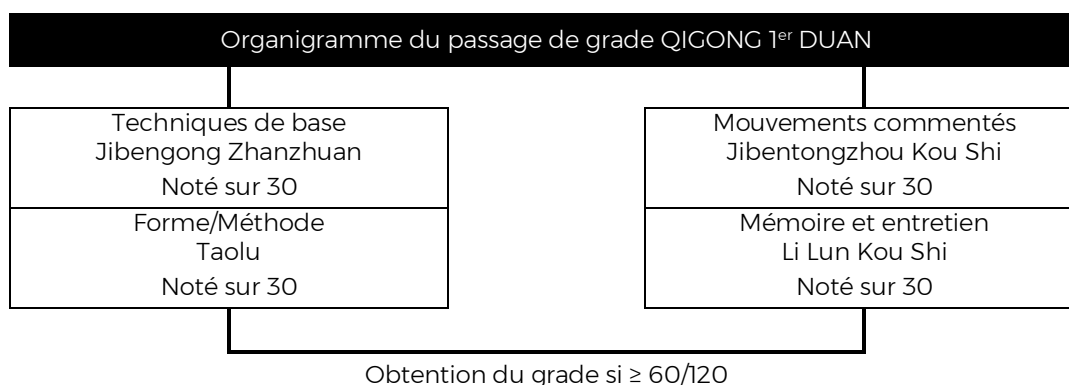 Organigramme du passage de grade QIGONG 1er DUAN
Techniques de base
Jibengong Zhanzhuan
Noté sur 30
Forme/Méthode
Taolu
Noté sur 30
Mouvements commentés
Jibentongzhou Kou Shi
Noté sur 30
Mémoire et entretien
Li Lun Kou Shi
Noté sur 30
Obtention du grade si ≥ 60/120